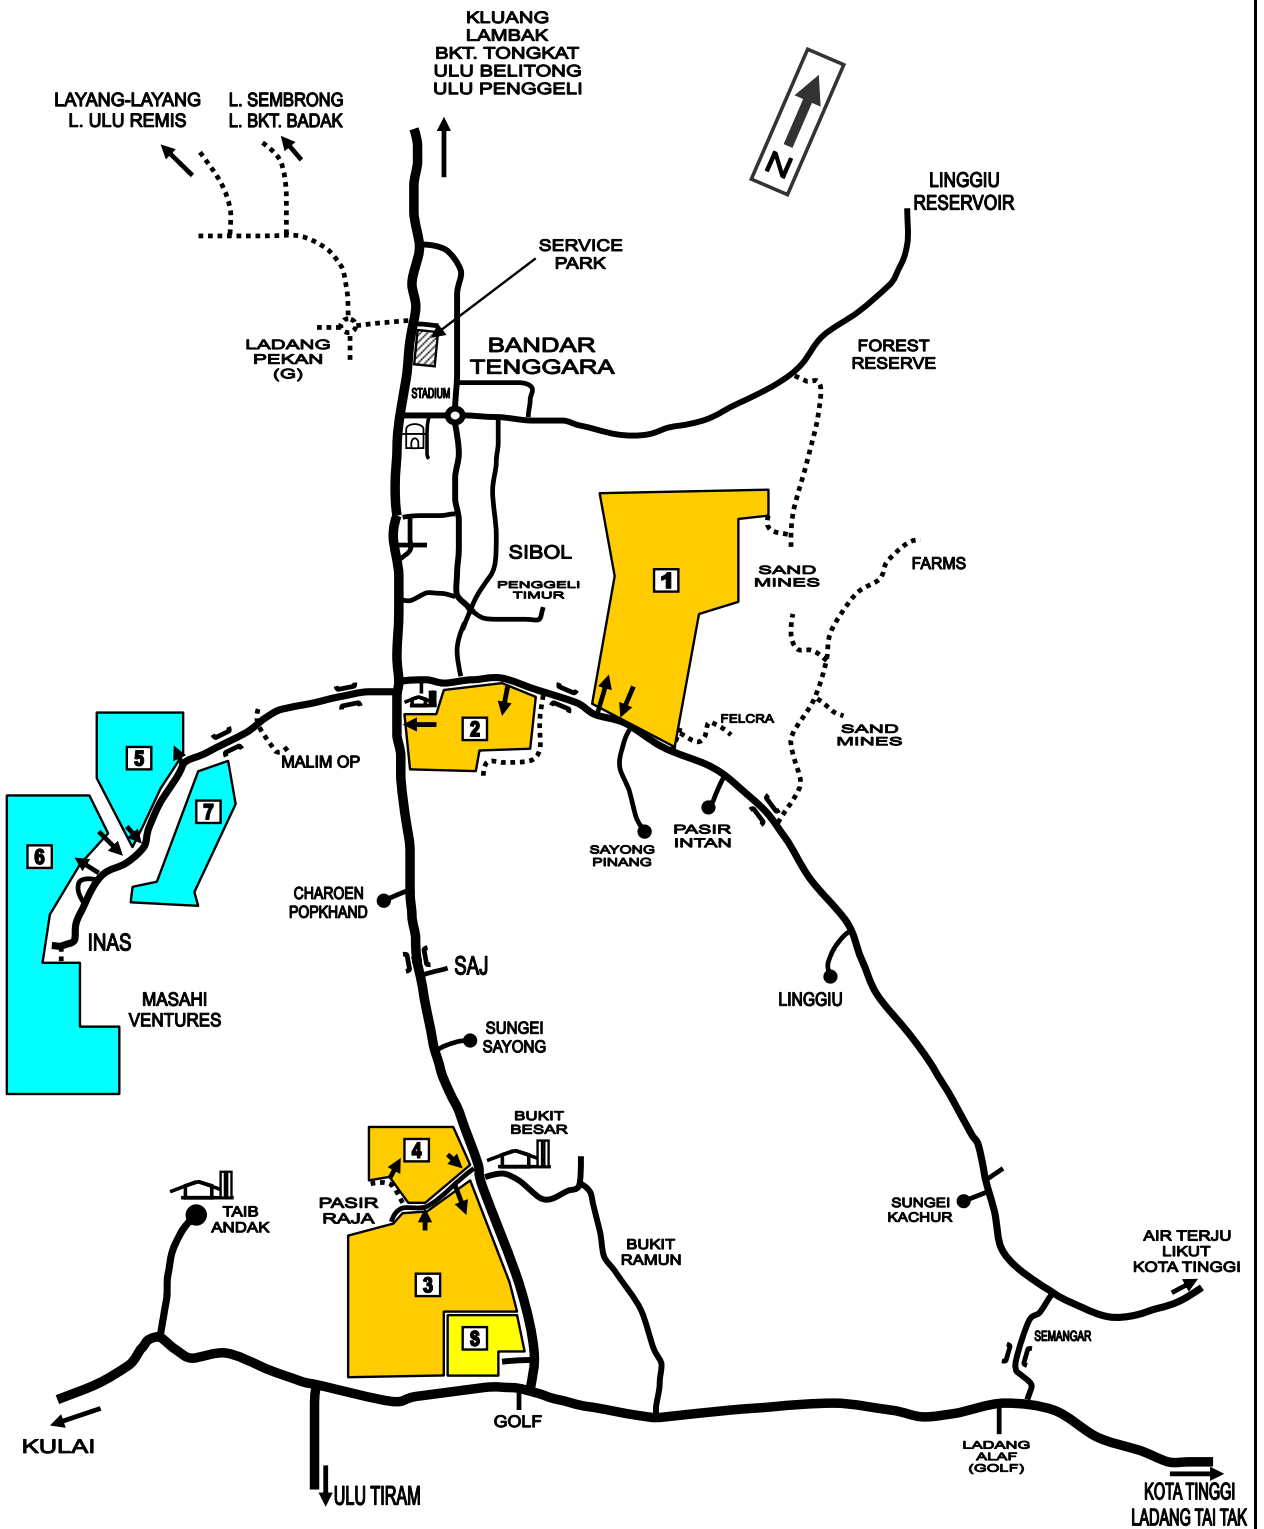 KLUANG
LAMBAK
BKT. TONGKAT
ULU BELITONG
ULU PENGGELI
LAYANG-LAYANG
L. ULU REMIS
L. SEMBRONG
L. BKT. BADAK
N
LINGGIU
RESERVOIR
SERVICE
PARK
LADANG
PEKAN
(G)
BANDAR
TENGGARA
STADIUM
FOREST
RESERVE
SIBOL
PENGGELI
TIMUR
1
SAND
MINES
FARMS
2
FELCRA
SAND
MINES
5
MALIM OP
7
6
SAYONG
PINANG
PASIR
INTAN
CHAROEN
POPKHAND
INAS
SAJ
MASAHI
VENTURES
LINGGIU
SUNGEI
SAYONG
BUKIT
BESAR
4
PASIR
RAJA
TAIB
ANDAK
SUNGEI
KACHUR
BUKIT
RAMUN
AIR TERJU
LIKUT
KOTA TINGGI
3
S
SEMANGAR
GOLF
KULAI
LADANG
ALAF
(GOLF)
ULU TIRAM
KOTA TINGGI
LADANG TAI TAK